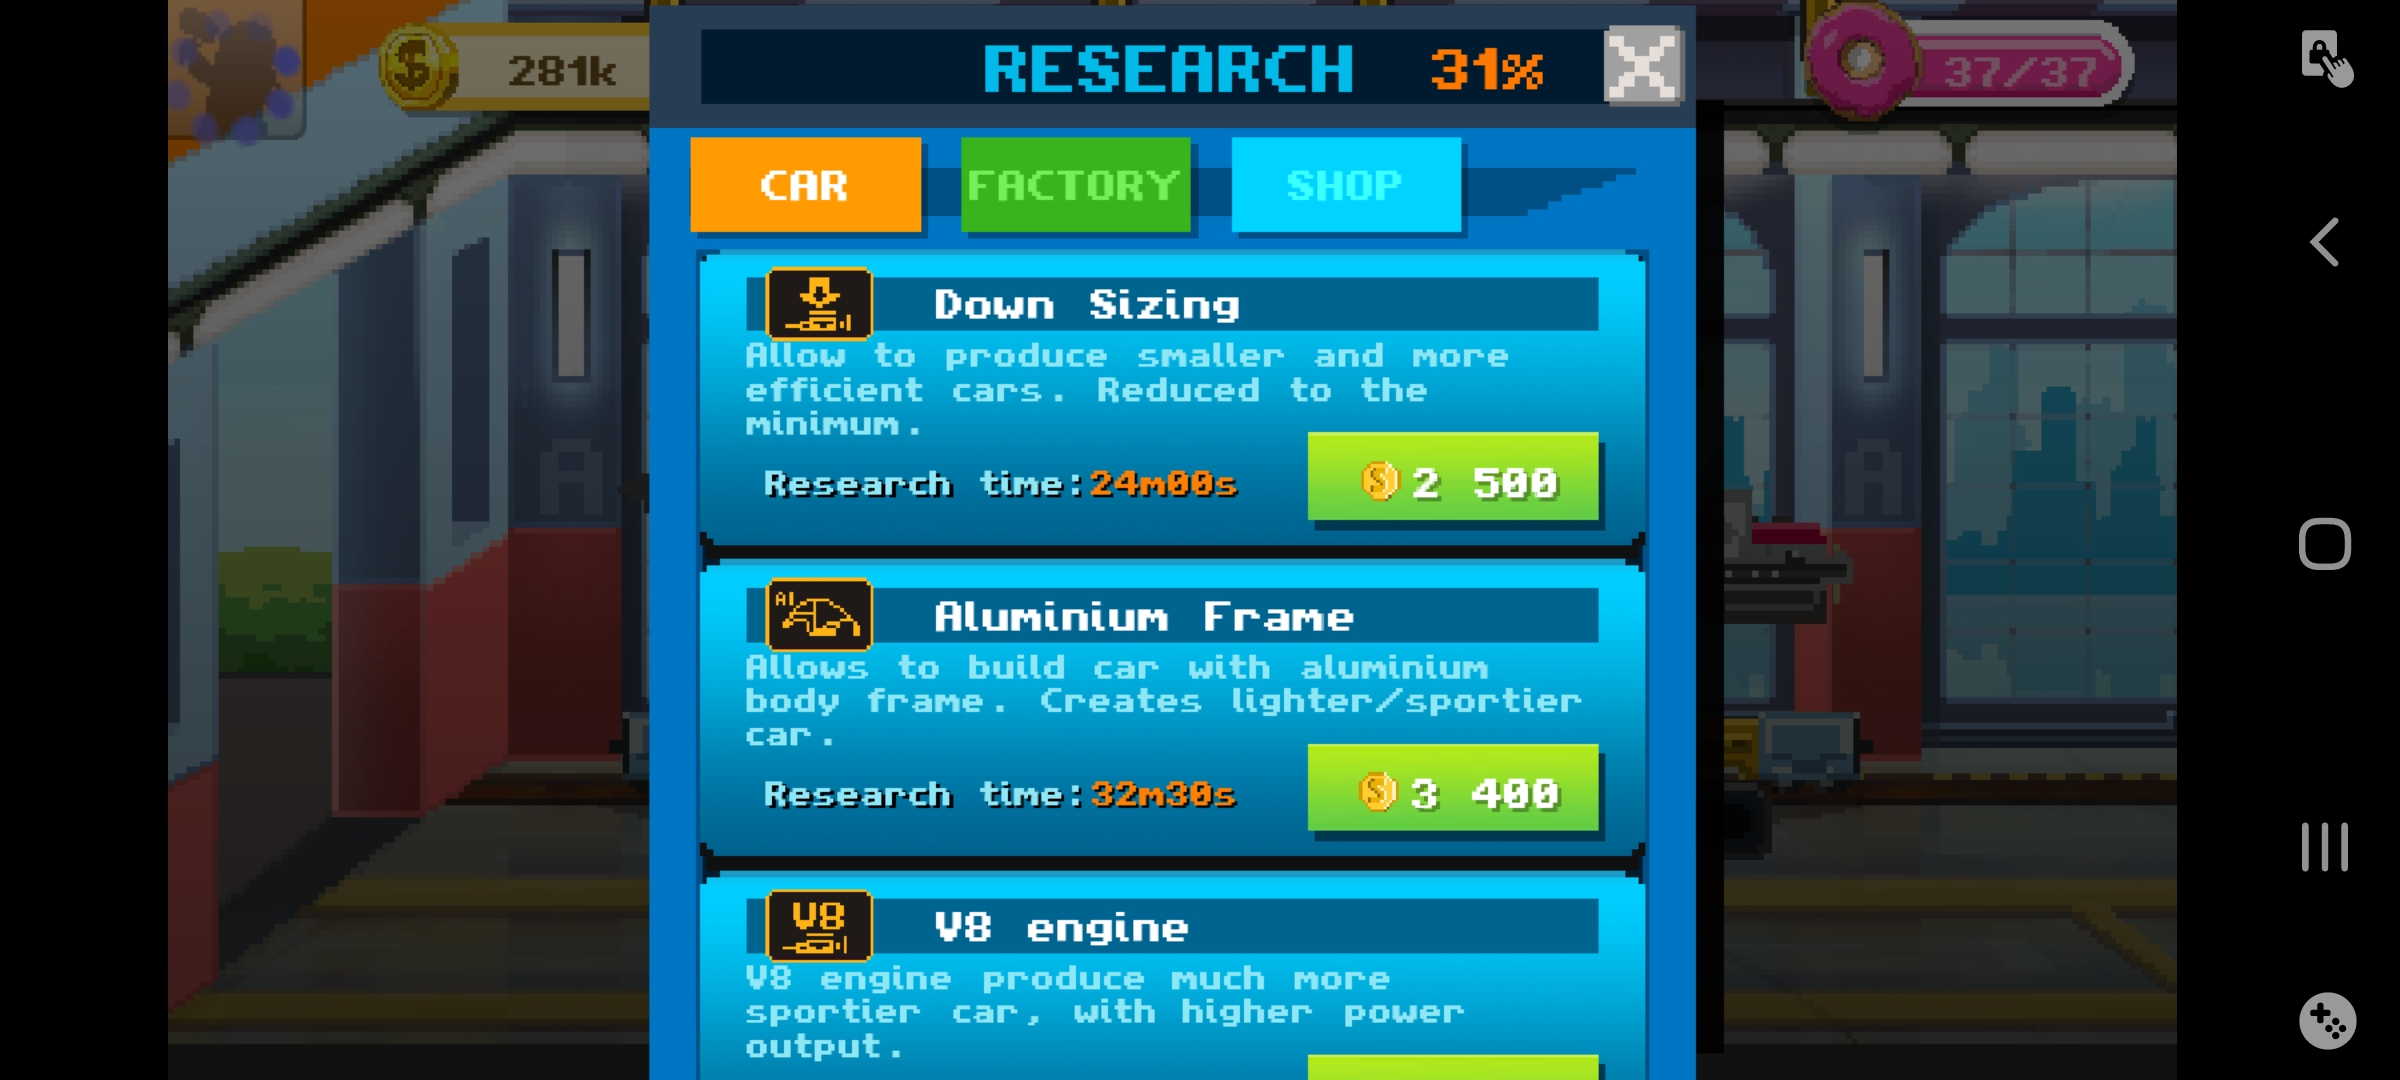 281k
RESEARCH 31%
37/37
CAR FACTORY SHOP
Down Sizing
Allow to produce smaller and more
efficient cars. Reduced to the
minimum.
Research time:24m00s
2 500
Al
Aluminium Frame
Allows to build car with aluminium
body frame. Creates lighter/sportier
car.
Research time:32m30s
3 400
V8
V8 engine
V8 engine produce much more
sportier car, with higher power
output.
A
A